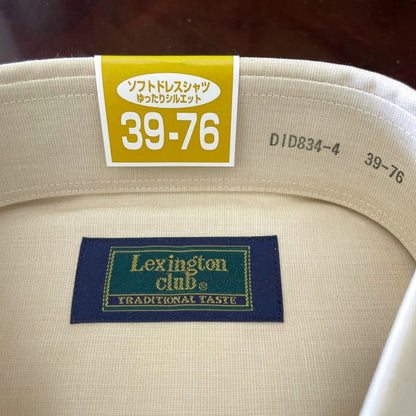 ソフトドレスシャツ
ゆったりシルエット
39-76
DID834-4 39-76
Lexington
club®
TRADITIONAL TASTE